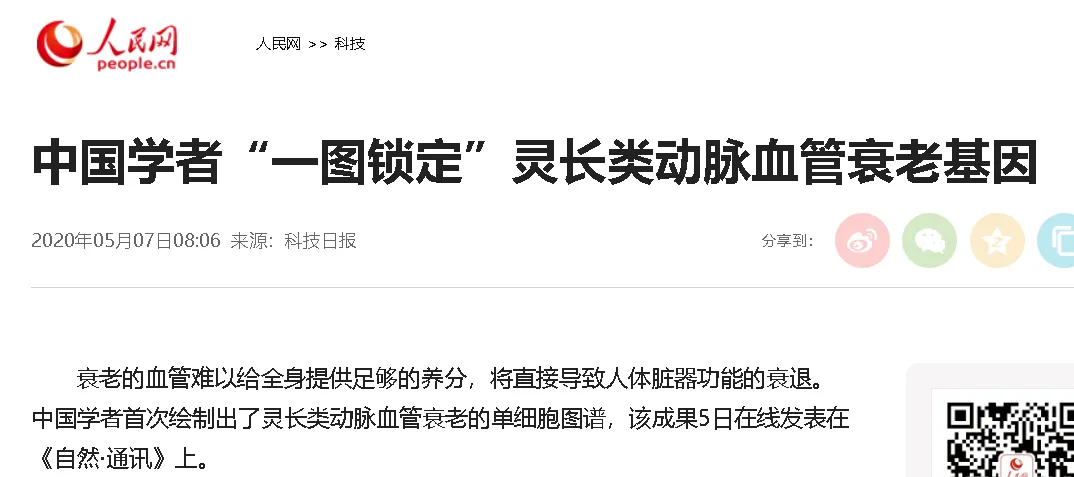 人民网
people.cn
人民网 >> 科技
中国学者“一图锁定”灵长类动脉血管衰老基因
2020年05月07日08:06 来源：科技日报
分享到：
衰老的血管难以给全身提供足够的养分，将直接导致人体脏器功能的衰退。
中国学者首次绘制出了灵长类动脉血管衰老的单细胞图谱，该成果5日在线发表在
《自然·通讯》上。